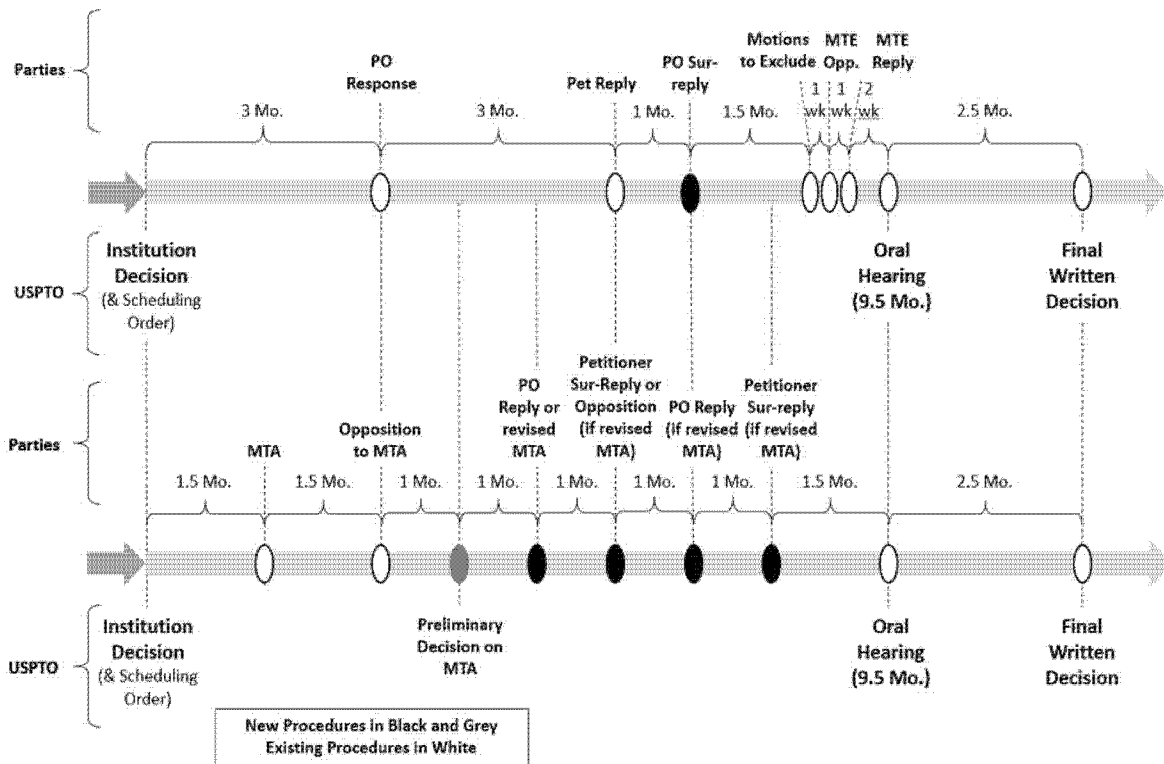 Parties
PO
Response
Pet Reply
PO Sur-
reply
Motions
to Exclude
MTE
Opp.
MTE
Reply
3 Mo.
3 Mo.
1 Mo.
1.5 Mo.
1
wk
1
wk
2
wk
2.5 Mo.
USPTO
Institution
Decision
(& Scheduling
Order)
Oral
Hearing
(9.5 Mo.)
Final
Written
Decision
Parties
MTA
Opposition
to MTA
PO
Reply or
revised
MTA
Petitioner
Sur-Reply or
Opposition
(if revised
MTA)
PO Reply
(if revised
MTA)
Petitioner
Sur-reply
(if revised
MTA)
1.5 Mo.
1.5 Mo.
1 Mo.
1 Mo.
1 Mo.
1 Mo.
1 Mo.
1.5 Mo.
2.5 Mo.
USPTO
Institution
Decision
(& Scheduling
Order)
Preliminary
Decision on
MTA
Oral
Hearing
(9.5 Mo.)
Final
Written
Decision
New Procedures in Black and Grey
Existing Procedures in White